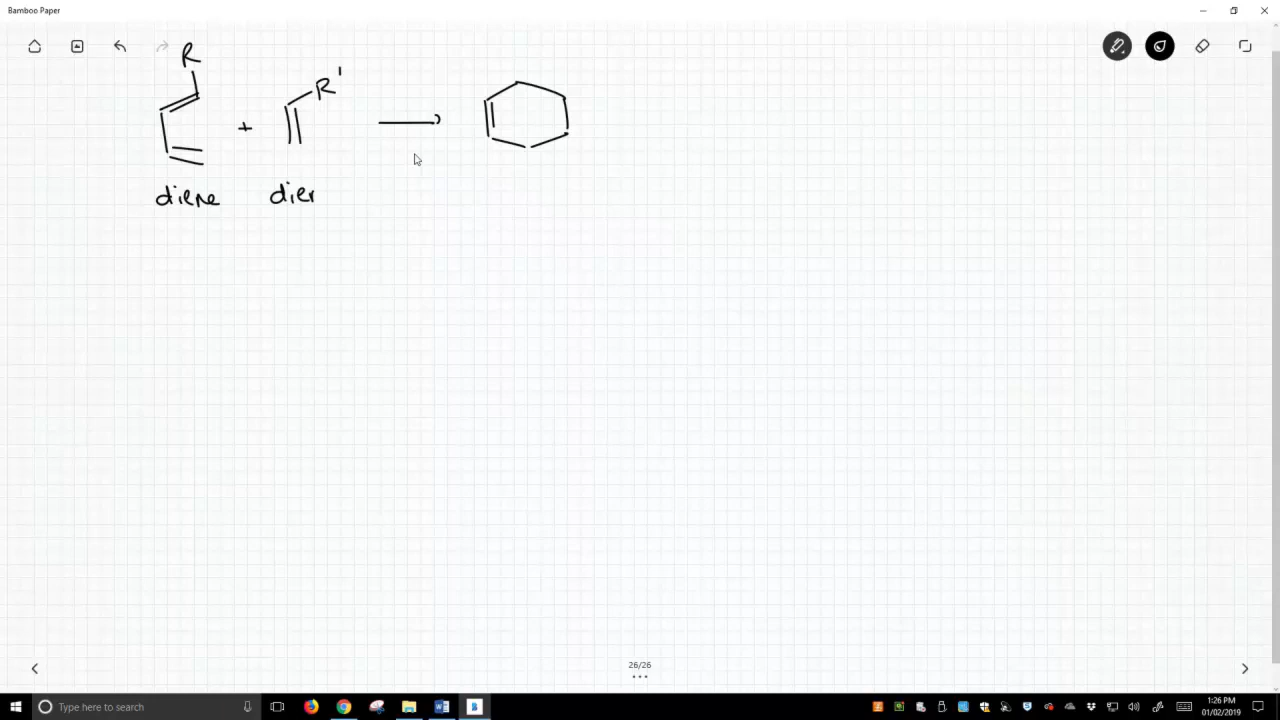 Bamboo Paper
R
R'
+
diene dier
26/26
Type here to search
1:26 PM
01/02/2019